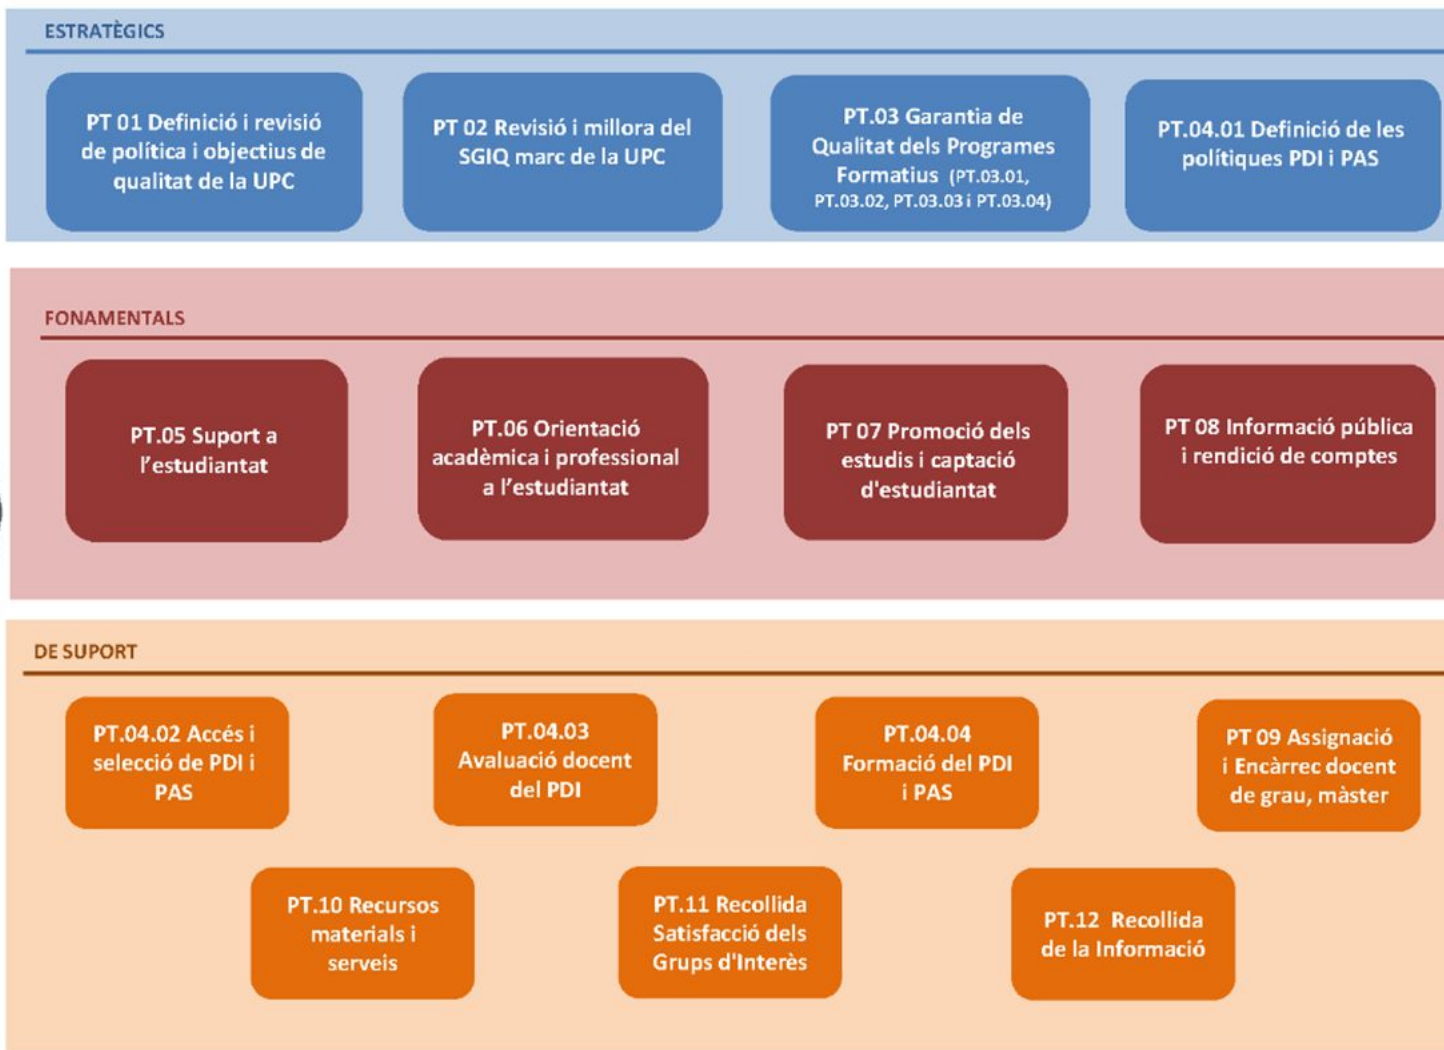 ESTRATÈGICS
PT 01 Definició i revisió
de política i objectius de
qualitat de la UPC
PT 02 Revisió i millora del
SGIQ marc de la UPC
PT.03 Garantia de
Qualitat dels Programes
Formatius (PT.03.01,
PT.03.02, PT.03.03 i PT.03.04)
PT.04.01 Definició de les
polítiques PDI i PAS
FONAMENTALS
PT.05 Suport a
l’estudiantat
PT.06 Orientació
acadèmica i professional
a l’estudiantat
PT 07 Promoció dels
estudis i captació
d'estudiantat
PT 08 Informació pública
i rendició de comptes
DE SUPORT
PT.04.02 Accés i
selecció de PDI i
PAS
PT.04.03
Avaluació docent
del PDI
PT.04.04
Formació del PDI
i PAS
PT 09 Assignació
i Encàrrec docent
de grau, màster
PT.10 Recursos
materials i
serveis
PT.11 Recollida
Satisfacció dels
Grups d'Interès
PT.12 Recollida
de la Informació